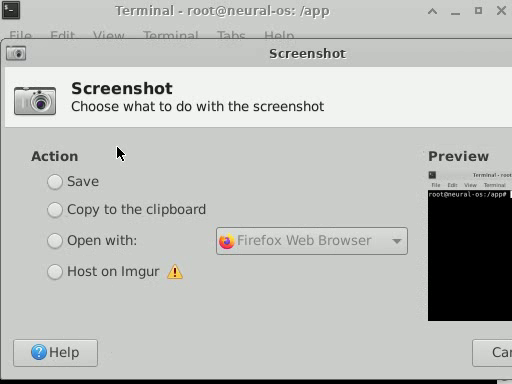 Terminal - root@neural-os: /app
File Edit View Terminal Tabs Help
Screenshot
Screenshot
Choose what to do with the screenshot
Action
Preview
Save
Copy to the clipboard
Open with:
Firefox Web Browser
Host on Imgur
Terminal - root
File Edit View Terminal
root@neural-os:/app#
Help
Can